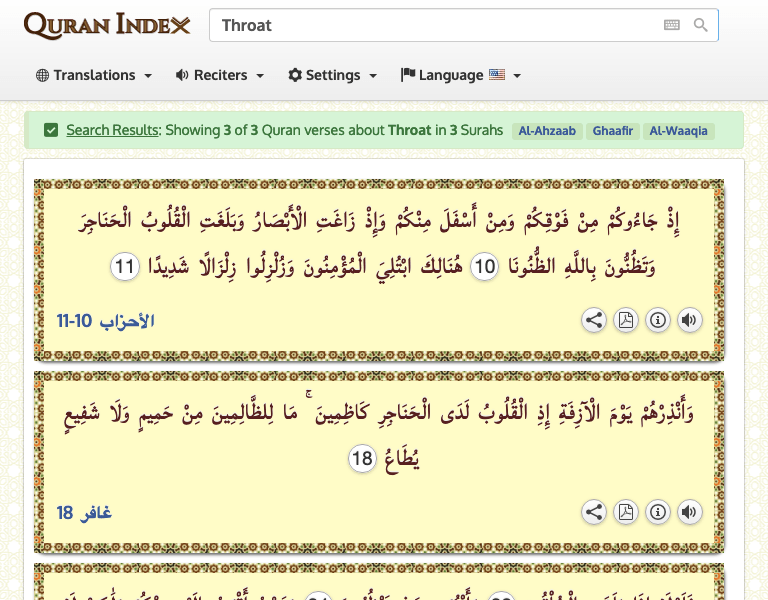 QURAN INDEX
Throat
Translations
Reciters
Settings
Language
Search Results: Showing 3 of 3 Quran verses about Throat in 3 Surahs Al-Ahzaab Ghaafir Al-Waaqia
إِذْ جَاءُوكُمْ مِنْ فَوْقِكُمْ وَمِنْ أَسْفَلَ مِنْكُمْ وَإِذْ زَاغَتِ الْأَبْصَارُ وَبَلَغَتِ الْقُلُوبُ الْحَنَاجِرَ
وَتَظُنُّونَ بِاللَّهِ الظُّنُونَا 10 هُنَالِكَ ابْتُلِيَ الْمُؤْمِنُونَ وَزُلْزِلُوا زِلْزَالًا شَدِيدًا 11
الأحزاب 10-11
وَأَنْذِرْهُمْ يَوْمَ الْآزِفَةِ إِذِ الْقُلُوبُ لَدَى الْحَنَاجِرِ كَاظِمِينَ ۚ مَا لِلظَّالِمِينَ مِنْ حَمِيمٍ وَلَا شَفِيعٍ
يُطَاعُ 18
غافر 18